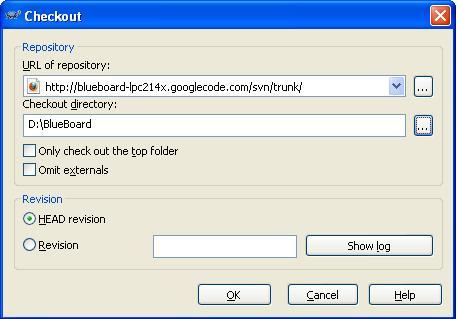 Checkout
Repository
URL of repository:
http://blueboard-lpc214x.googlecode.com/svn/trunk/
...
Checkout directory:
D:\BlueBoard
...
Only check out the top folder
Omit externals
Revision
HEAD revision
Revision
Show log
OK Cancel Help